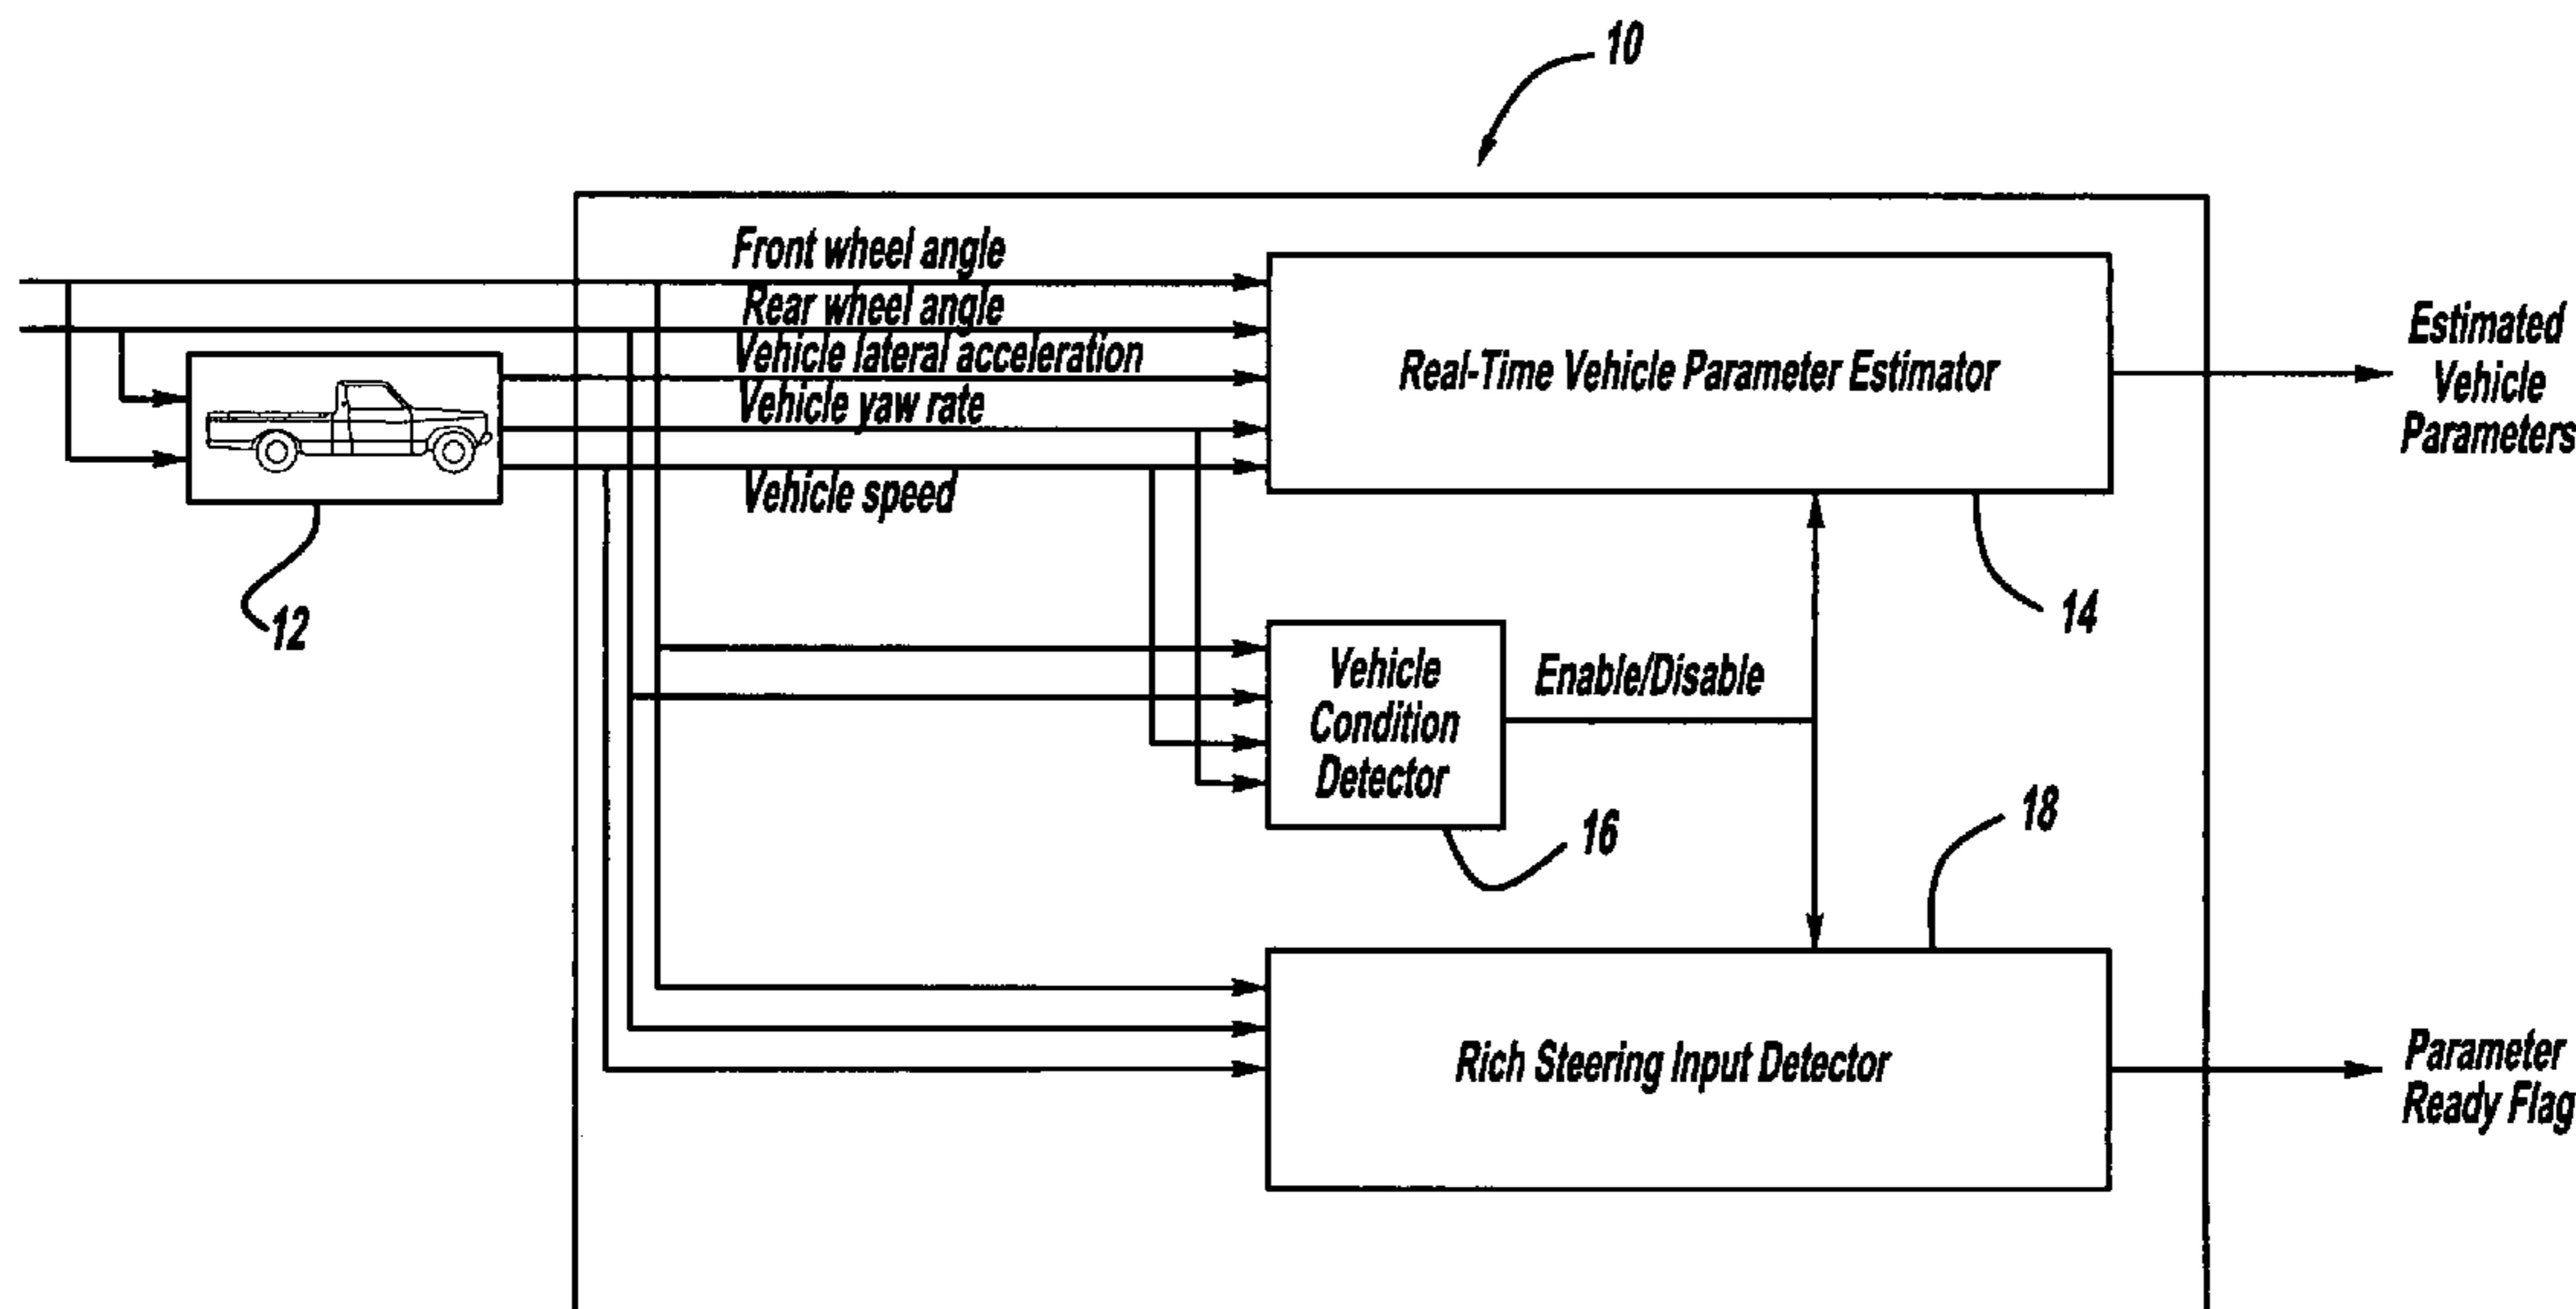 10
Front wheel angle
Rear wheel angle
Vehicle lateral acceleration
Vehicle yaw rate
Vehicle speed
12
Real-Time Vehicle Parameter Estimator
14
Estimated
Vehicle
Parameters
Vehicle
Condition
Detector
Enable/Disable
16
18
Rich Steering Input Detector
Parameter
Ready Flag